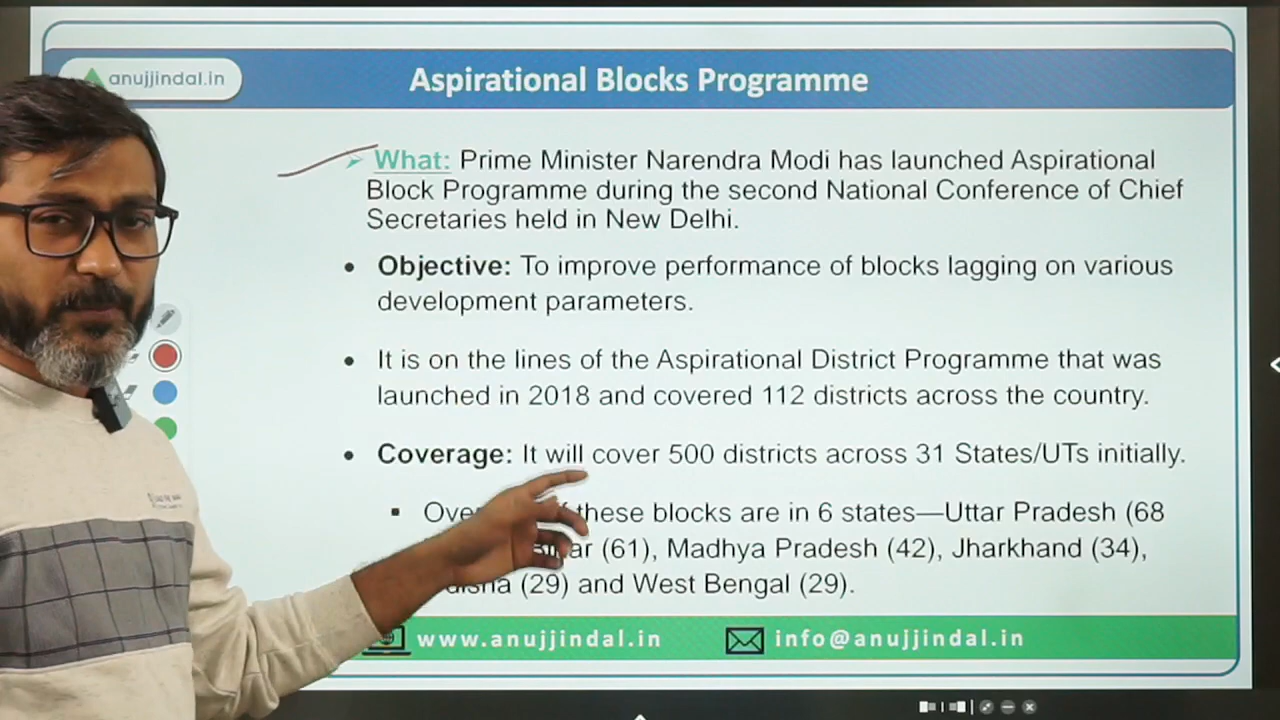 anujjindal.in
Aspirational Blocks Programme
➢ What: Prime Minister Narendra Modi has launched Aspirational
Block Programme during the second National Conference of Chief
Secretaries held in New Delhi.
• Objective: To improve performance of blocks lagging on various
development parameters.
• It is on the lines of the Aspirational District Programme that was
launched in 2018 and covered 112 districts across the country.
• Coverage: It will cover 500 districts across 31 States/UTs initially.
▪ these blocks are in 6 states—Uttar Pradesh (68
(61), Madhya Pradesh (42), Jharkhand (34),
(29) and West Bengal (29).
www.anujjindal.in info@anujjindal.in